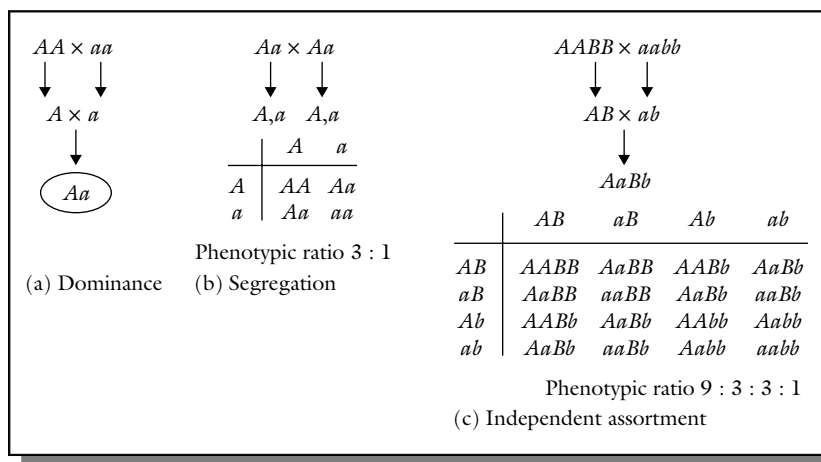 AA × aa
A × a
Aa
(a) Dominance
Aa × Aa
A,a A,a
A a
A AA Aa
a Aa aa
Phenotypic ratio 3 : 1
(b) Segregation
AABB × aabb
AB × ab
AaBb
AB aB Ab ab
AB AABB AaBB AABb AaBb
aB AaBB aaBB AaBb aaBb
Ab AABb AaBb AAbb Aabb
ab AaBb aaBb Aabb aabb
Phenotypic ratio 9 : 3 : 3 : 1
(c) Independent assortment